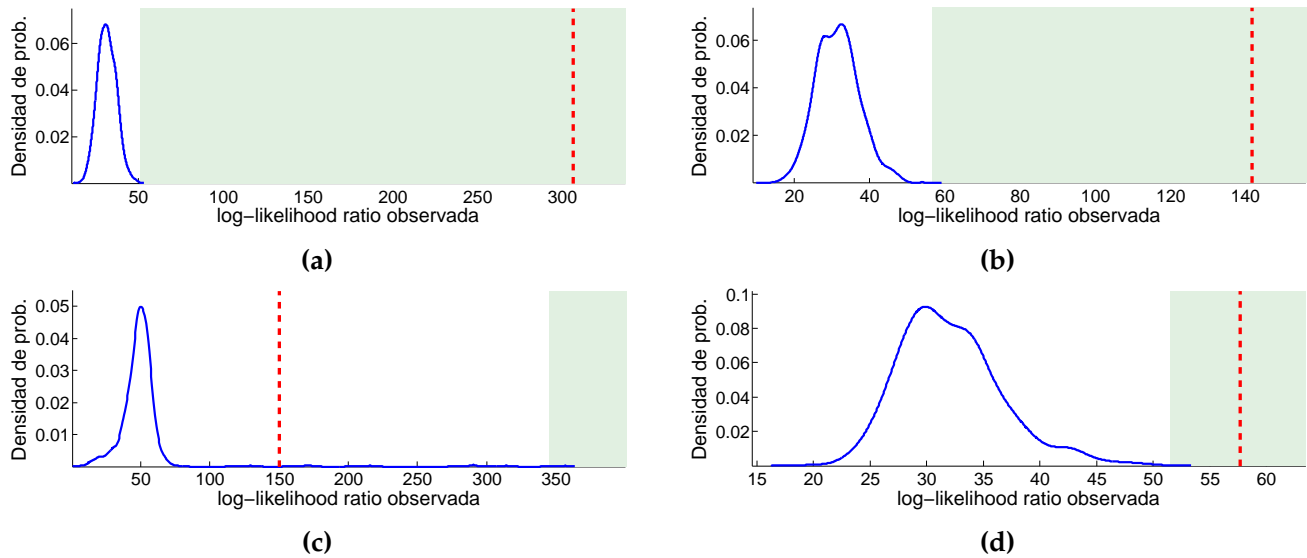 Densidad de prob.
0.06
0.04
0.02
50 100 150 200 250 300
log−likelihood ratio observada
(a)
Densidad de prob.
0.06
0.04
0.02
20 40 60 80 100 120 140
log−likelihood ratio observada
(b)
Densidad de prob.
0.05
0.04
0.03
0.02
0.01
50 100 150 200 250 300 350
log−likelihood ratio observada
(c)
Densidad de prob.
0.1
0.08
0.06
0.04
0.02
15 20 25 30 35 40 45 50 55 60
log−likelihood ratio observada
(d)